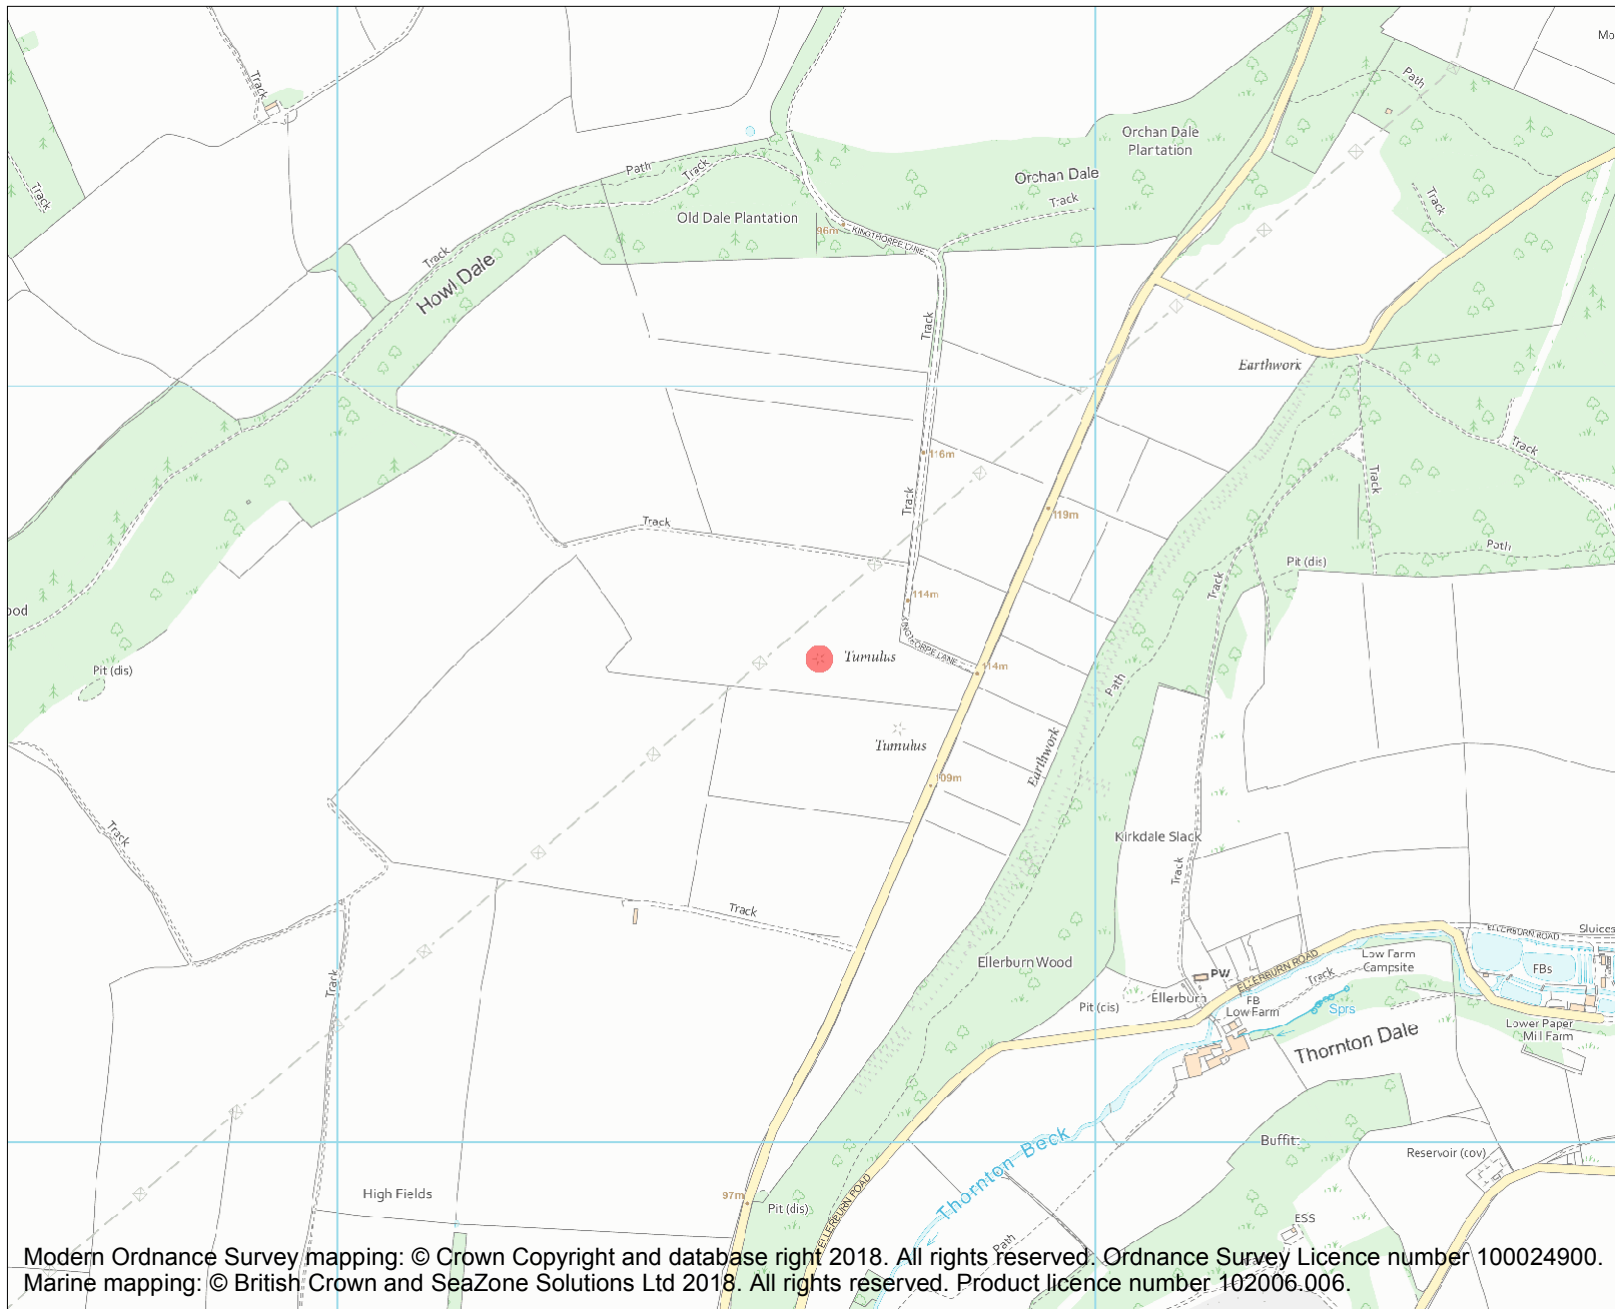 Mo
Track
Path
Orchan Dale
Plantation
Path
Track
Orchan Dale
Track
Track
Track
Old Dale Plantation
96m
KINGTHORPE LANE
Track
Howl Dale
Track
Earthwork
116m
Track
Track
Track
119m
Track
Path
Pit (dis)
Track
114m
ood
KINGTHORPE LANE
Tumulus
114m
Pit (dis)
Path
Tumulus
Earthwork
109m
Track
Kirkdale Slack
Track
Track
ELLERBURN ROAD
Sluices
Ellerburn Wood
Low Farm
Campsite
FBs
PW
ELLERBURN ROAD
Track
Track
Ellerburn
Pit (dis)
FB
Low Farm
Sprs
Lower Paper
Mill Farm
Thornton Dale
Thornton Beck
Buffit
Reservoir (cov)
High Fields
97m
Pit (dis)
ELLERBURN ROAD
ESS
Path
Track
Modern Ordnance Survey mapping: © Crown Copyright and database right 2018. All rights reserved. Ordnance Survey Licence number 100024900.
Marine mapping: © British Crown and SeaZone Solutions Ltd 2018. All rights reserved. Product licence number 102006.006.